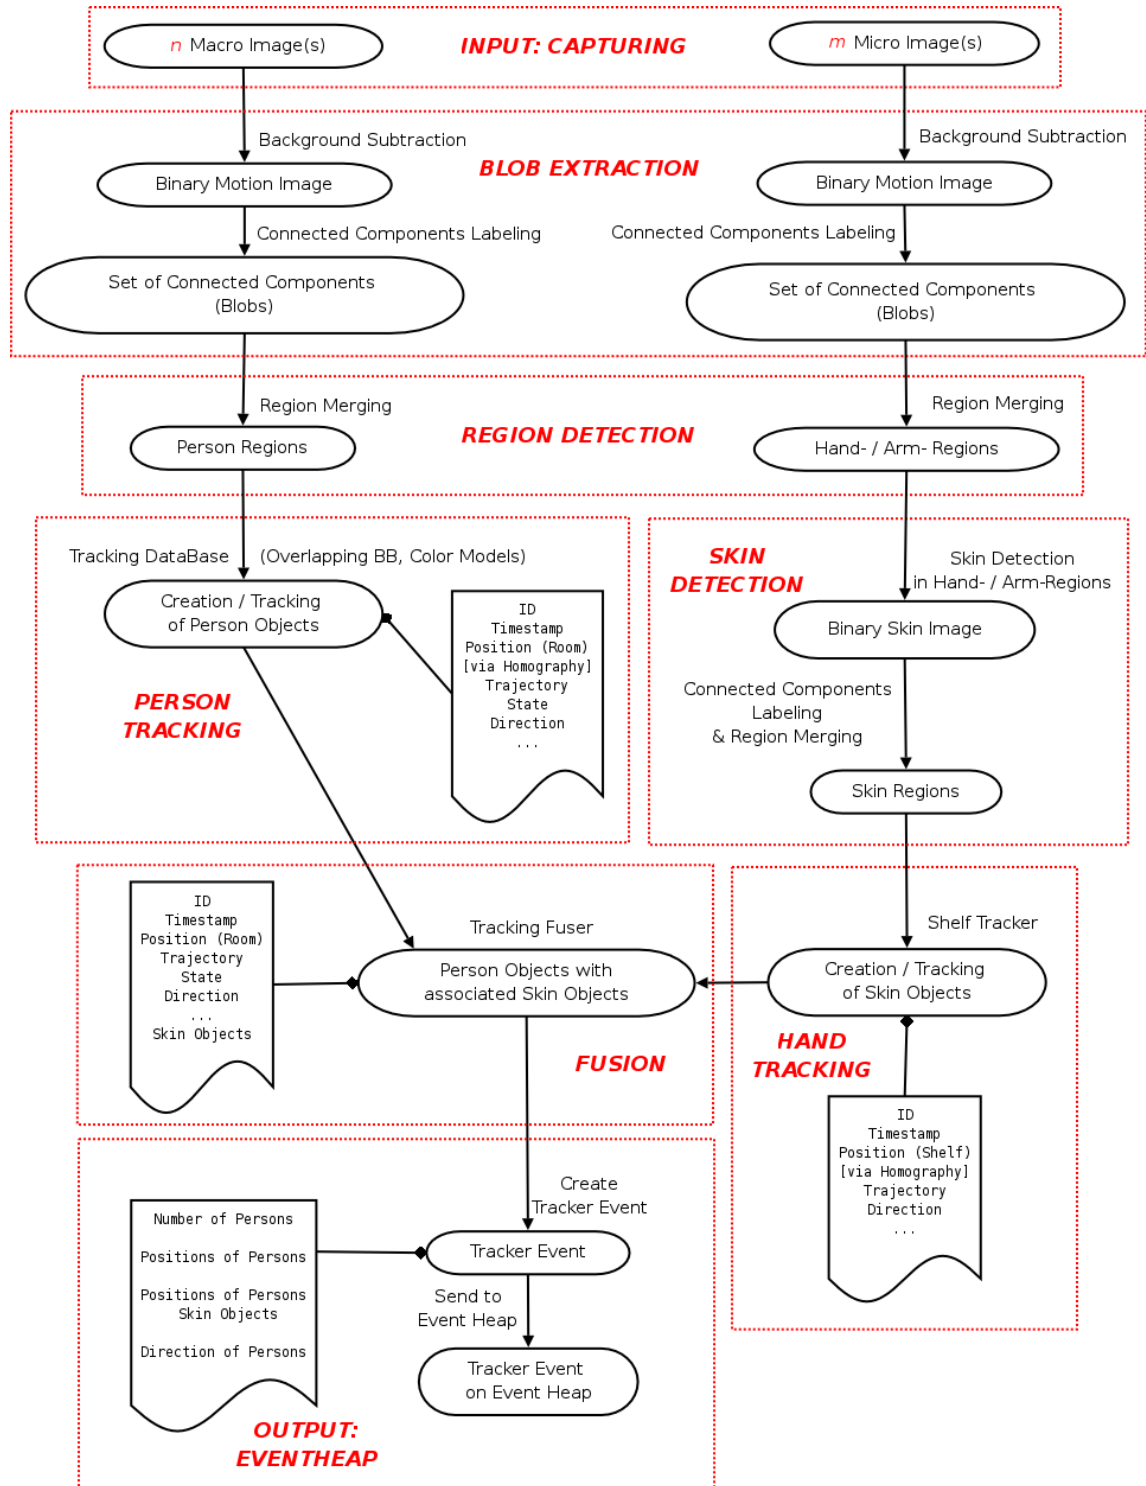 n Macro Image(s)
INPUT: CAPTURING
m Micro Image(s)
Background Subtraction
Background Subtraction
BLOB EXTRACTION
Binary Motion Image
Binary Motion Image
Connected Components Labeling
Connected Components Labeling
Set of Connected Components
(Blobs)
Set of Connected Components
(Blobs)
Region Merging
Region Merging
REGION DETECTION
Person Regions
Hand- / Arm- Regions
Tracking DataBase
(Overlapping BB, Color Models)
Creation / Tracking
of Person Objects
ID
Timestamp
Position (Room)
[via Homography]
Trajectory
State
Direction
...
PERSON
TRACKING
SKIN
DETECTION
Skin Detection
in Hand- / Arm-Regions
Binary Skin Image
Connected Components
Labeling
& Region Merging
Skin Regions
ID
Timestamp
Position (Room)
Trajectory
State
Direction
...
Skin Objects
Tracking Fuser
Person Objects with
associated Skin Objects
FUSION
Shelf Tracker
Creation / Tracking
of Skin Objects
HAND
TRACKING
ID
Timestamp
Position (Shelf)
[via Homography]
Trajectory
Direction
...
Create
Tracker Event
Number of Persons
Positions of Persons
Positions of Persons
Skin Objects
Direction of Persons
Tracker Event
Send to
Event Heap
Tracker Event
on Event Heap
OUTPUT:
EVENTHEAP